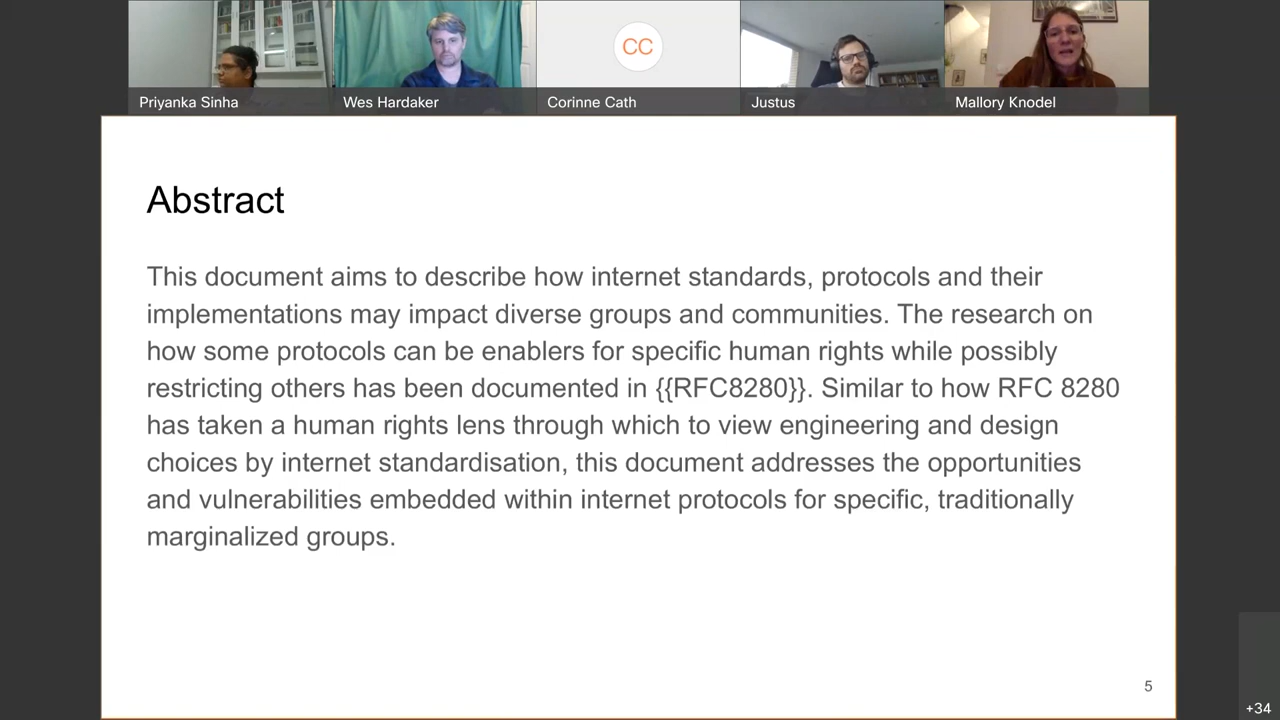 CC
Priyanka Sinha
Wes Hardaker
Corinne Cath
Justus
Mallory Knodel
Abstract
This document aims to describe how internet standards, protocols and their
implementations may impact diverse groups and communities. The research on
how some protocols can be enablers for specific human rights while possibly
restricting others has been documented in {{RFC8280}}. Similar to how RFC 8280
has taken a human rights lens through which to view engineering and design
choices by internet standardisation, this document addresses the opportunities
and vulnerabilities embedded within internet protocols for specific, traditionally
marginalized groups.
5
+34